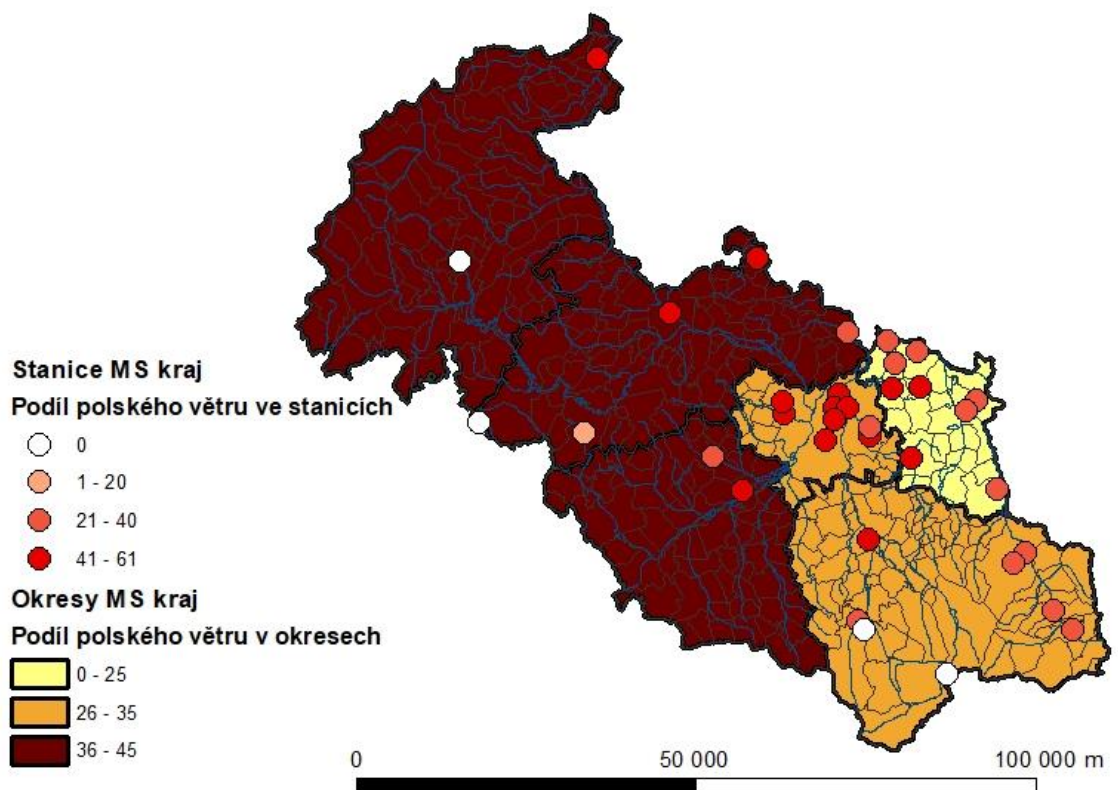 Stanice MS kraj
Podíl polského větru ve stanicích
0
1 - 20
21 - 40
41 - 61
Okresy MS kraj
Podíl polského větru v okresech
0 - 25
26 - 35
36 - 45
0 50 000 100 000 m